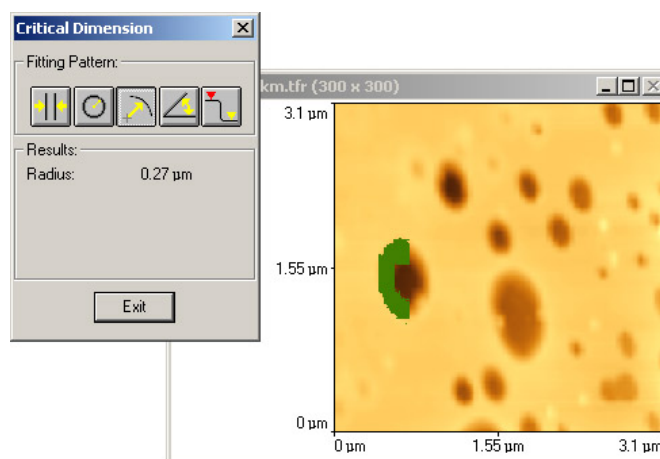 Critical Dimension
Fitting Pattern:
Results:
Radius: 0.27 µm
Exit
km.tfr (300 x 300)
3.1 µm
1.55 µm
0 µm
0 µm 1.55 µm 3.1 µm